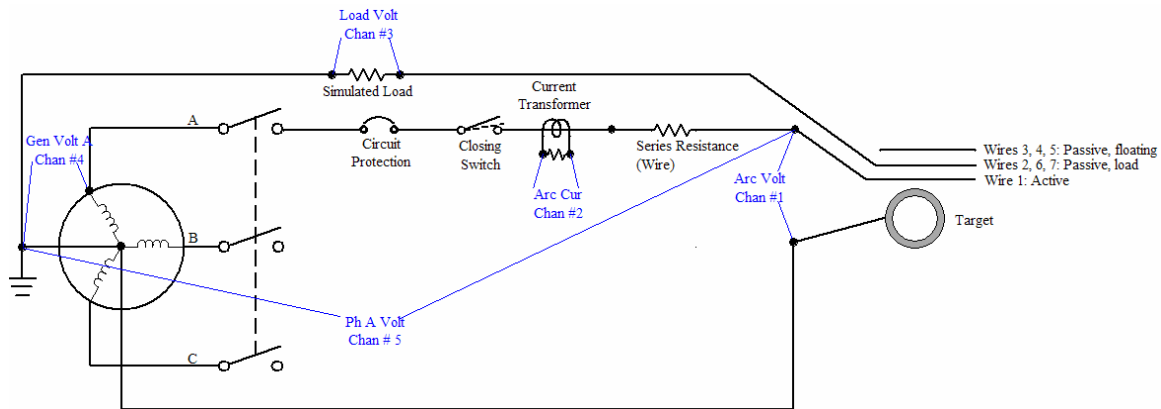 Load Volt
Chan #3
Simulated Load
Current
Transformer
A
Gen Volt A
Chan #4
Circuit
Protection
Closing
Switch
Series Resistance
(Wire)
Wires 3, 4, 5: Passive, floating
Wires 2, 6, 7: Passive, load
Wire 1: Active
Arc Volt
Chan #1
Arc Cur
Chan #2
Target
B
Ph A Volt
Chan # 5
C